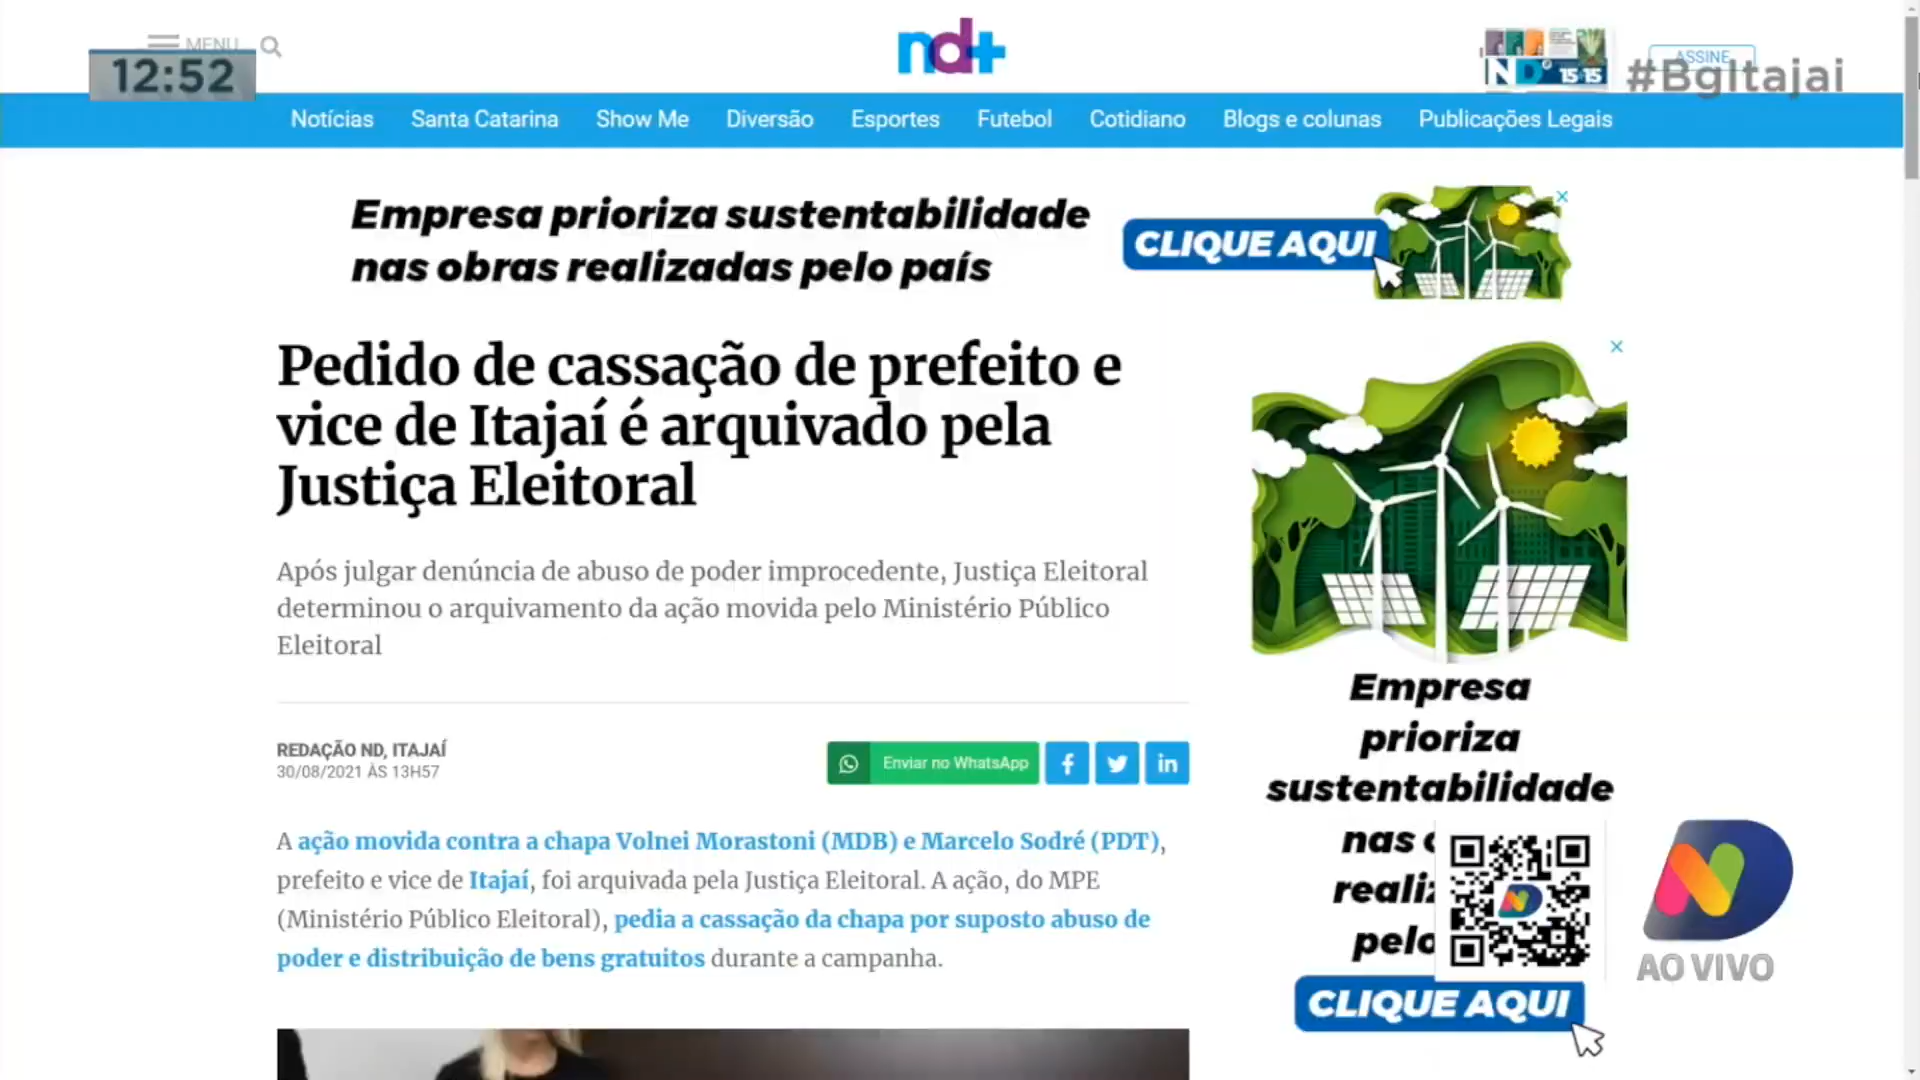 MENU
12:52
nd+
ND
15 15
ASSINE
#BgItajai
Notícias Santa Catarina Show Me Diversão Esportes Futebol Cotidiano Blogs e colunas Publicações Legais
Empresa prioriza sustentabilidade
nas obras realizadas pelo país
CLIQUE AQUI
Pedido de cassação de prefeito e
vice de Itajaí é arquivado pela
Justiça Eleitoral
Após julgar denúncia de abuso de poder improcedente, Justiça Eleitoral
determinou o arquivamento da ação movida pelo Ministério Público
Eleitoral
REDAÇÃO ND, ITAJAÍ
30/08/2021 ÀS 13H57
Enviar no WhatsApp
A ação movida contra a chapa Volnei Morastoni (MDB) e Marcelo Sodré (PDT),
prefeito e vice de Itajaí, foi arquivada pela Justiça Eleitoral. A ação, do MPE
(Ministério Público Eleitoral), pedia a cassação da chapa por suposto abuso de
poder e distribuição de bens gratuitos durante a campanha.
Empresa
prioriza
sustentabilidade
nas
realiz
pelo
CLIQUE AQUI
AO VIVO